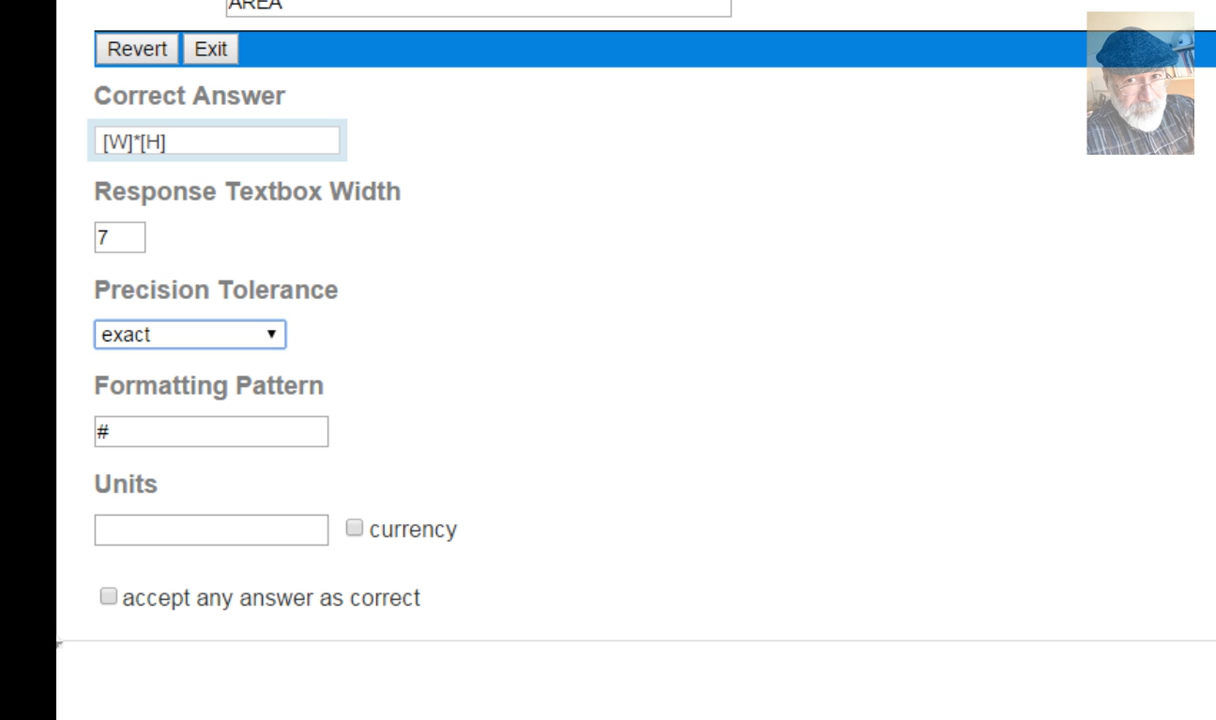 AREA
Revert Exit
Correct Answer
[W]*[H]
Response Textbox Width
7
Precision Tolerance
exact
Formatting Pattern
#
Units
currency
accept any answer as correct